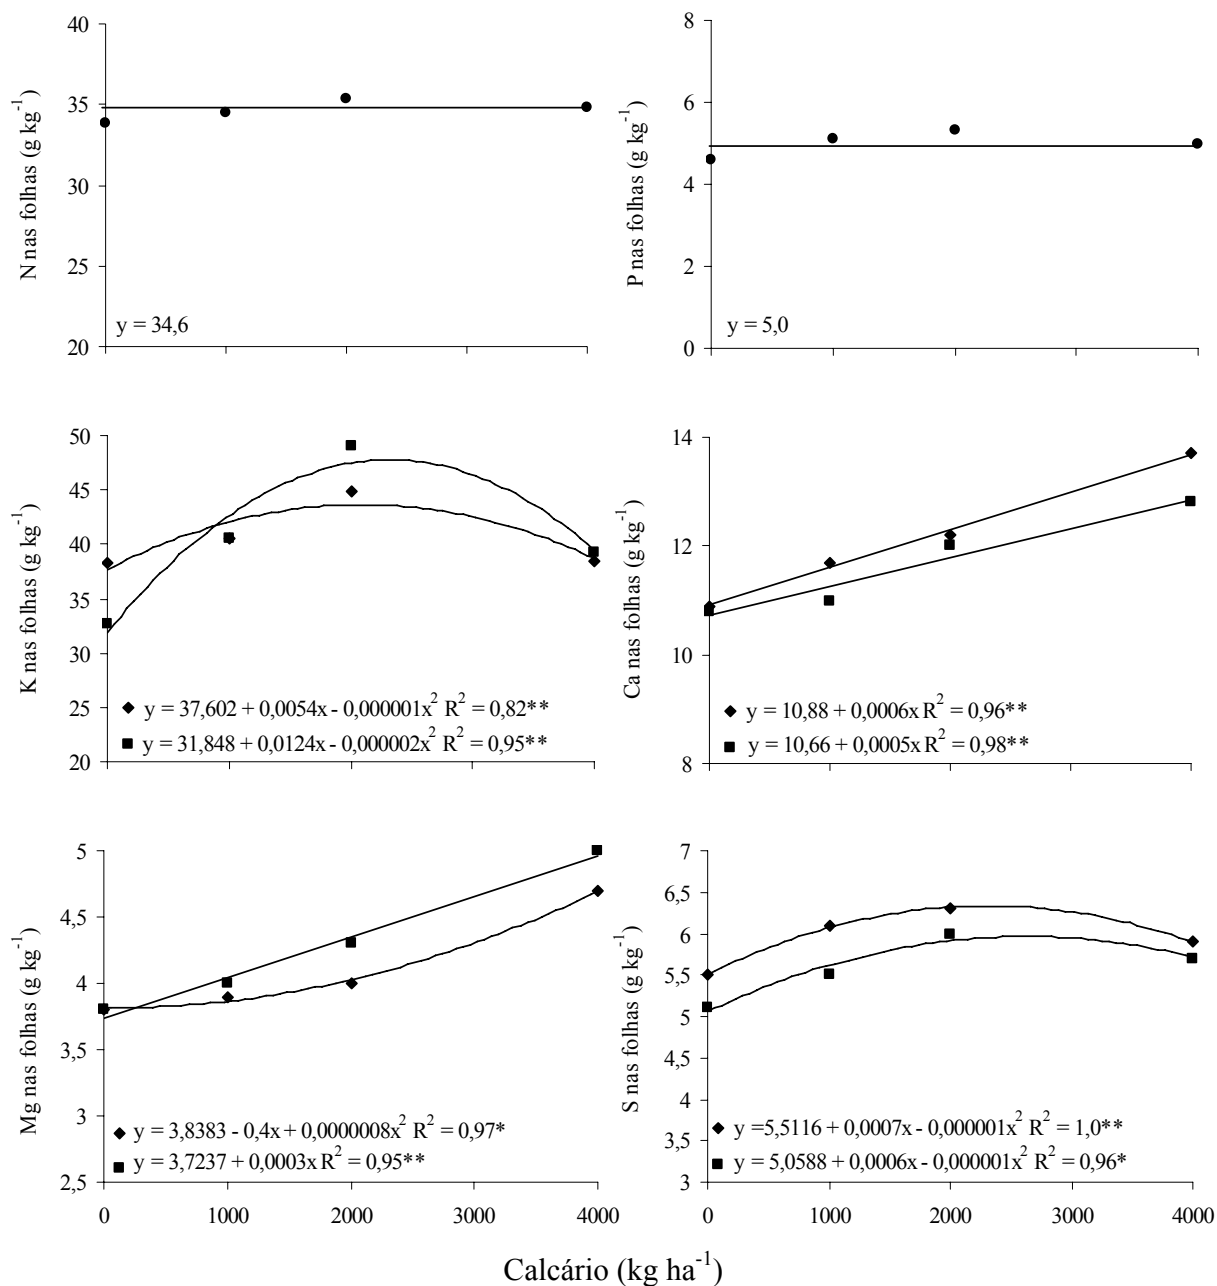 N nas folhas (g kg⁻¹)
40
35
30
25
20
y = 34,6
P nas folhas (g kg⁻¹)
8
6
4
2
0
y = 5,0
K nas folhas (g kg⁻¹)
50
45
40
35
30
25
20
y = 37,602 + 0,0054x - 0,000001x² R² = 0,82**
y = 31,848 + 0,0124x - 0,000002x² R² = 0,95**
Ca nas folhas (g kg⁻¹)
14
12
10
8
y = 10,88 + 0,0006x R² = 0,96**
y = 10,66 + 0,0005x R² = 0,98**
Mg nas folhas (g kg⁻¹)
5
4,5
4
3,5
3
2,5
y = 3,8383 - 0,4x + 0,0000008x² R² = 0,97*
y = 3,7237 + 0,0003x R² = 0,95**
0 1000 2000 3000 4000
S nas folhas (g kg⁻¹)
7
6,5
6
5,5
5
4,5
4
3,5
3
y =5,5116 + 0,0007x - 0,000001x² R² = 1,0**
y = 5,0588 + 0,0006x - 0,000001x² R² = 0,96*
0 1000 2000 3000 4000
Calcário (kg ha⁻¹)